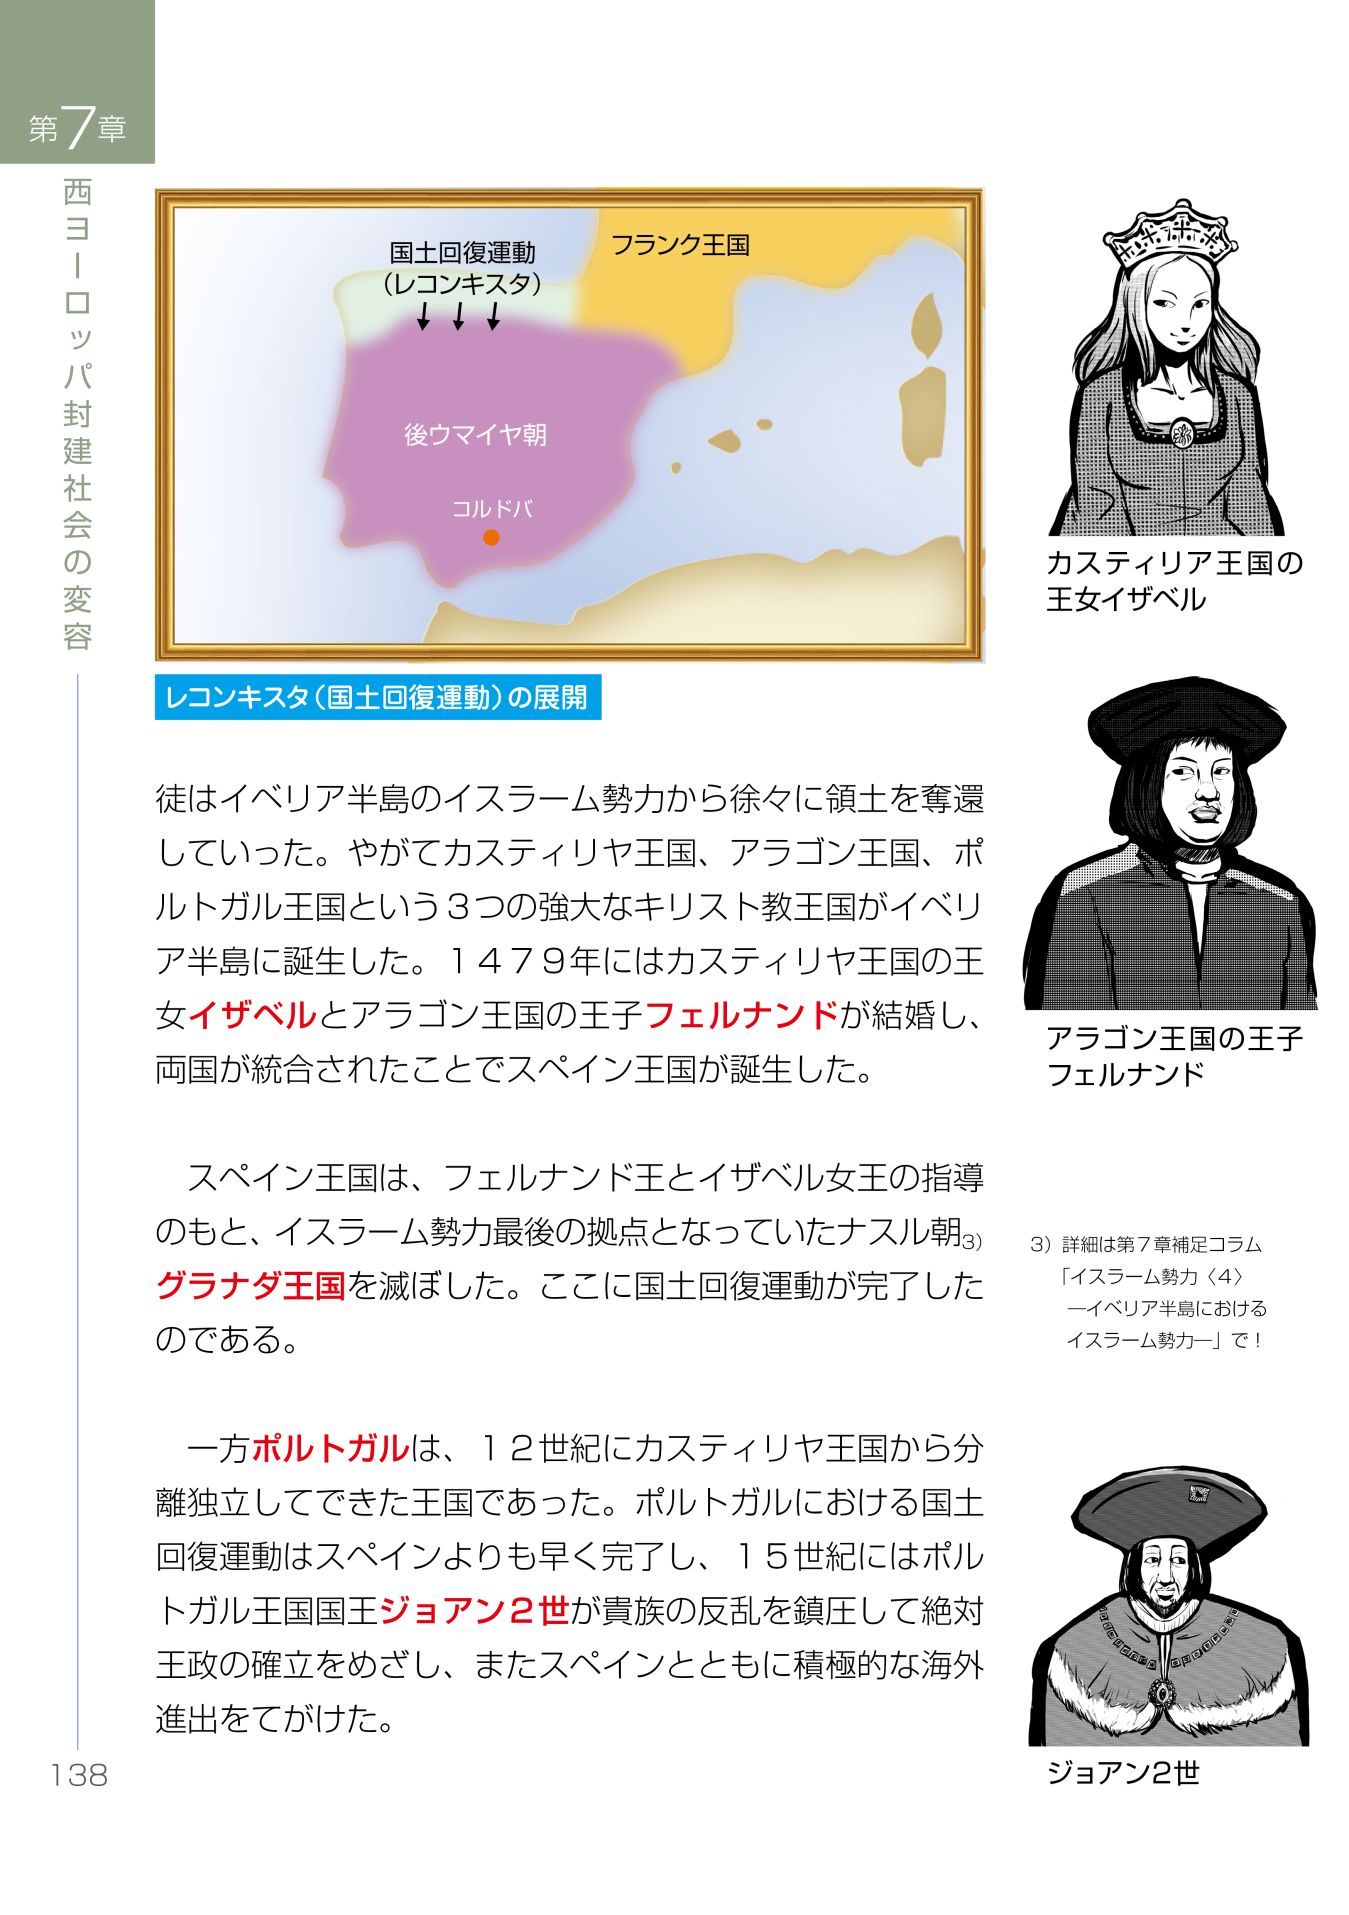 第7章
西ヨーロッパ封建社会の変容
国土回復運動
（レコンキスタ）
フランク王国
後ウマイヤ朝
コルドバ
レコンキスタ（国土回復運動）の展開
カスティリア王国の
王女イザベル
徒はイベリア半島のイスラーム勢力から徐々に領土を奪還
していった。やがてカスティリヤ王国、アラゴン王国、ポ
ルトガル王国という３つの強大なキリスト教王国がイベリ
ア半島に誕生した。１４７９年にはカスティリヤ王国の王
女イザベルとアラゴン王国の王子フェルナンドが結婚し、
両国が統合されたことでスペイン王国が誕生した。
アラゴン王国の王子
フェルナンド
スペイン王国は、フェルナンド王とイザベル女王の指導
のもと、イスラーム勢力最後の拠点となっていたナスル朝3）
グラナダ王国を滅ぼした。ここに国土回復運動が完了した
のである。
3）詳細は第７章補足コラム
「イスラーム勢力〈４〉
―イベリア半島における
イスラーム勢力―」で！
一方ポルトガルは、１２世紀にカスティリヤ王国から分
離独立してできた王国であった。ポルトガルにおける国土
回復運動はスペインよりも早く完了し、１５世紀にはポル
トガル王国国王ジョアン２世が貴族の反乱を鎮圧して絶対
王政の確立をめざし、またスペインとともに積極的な海外
進出をてがけた。
ジョアン2世
138